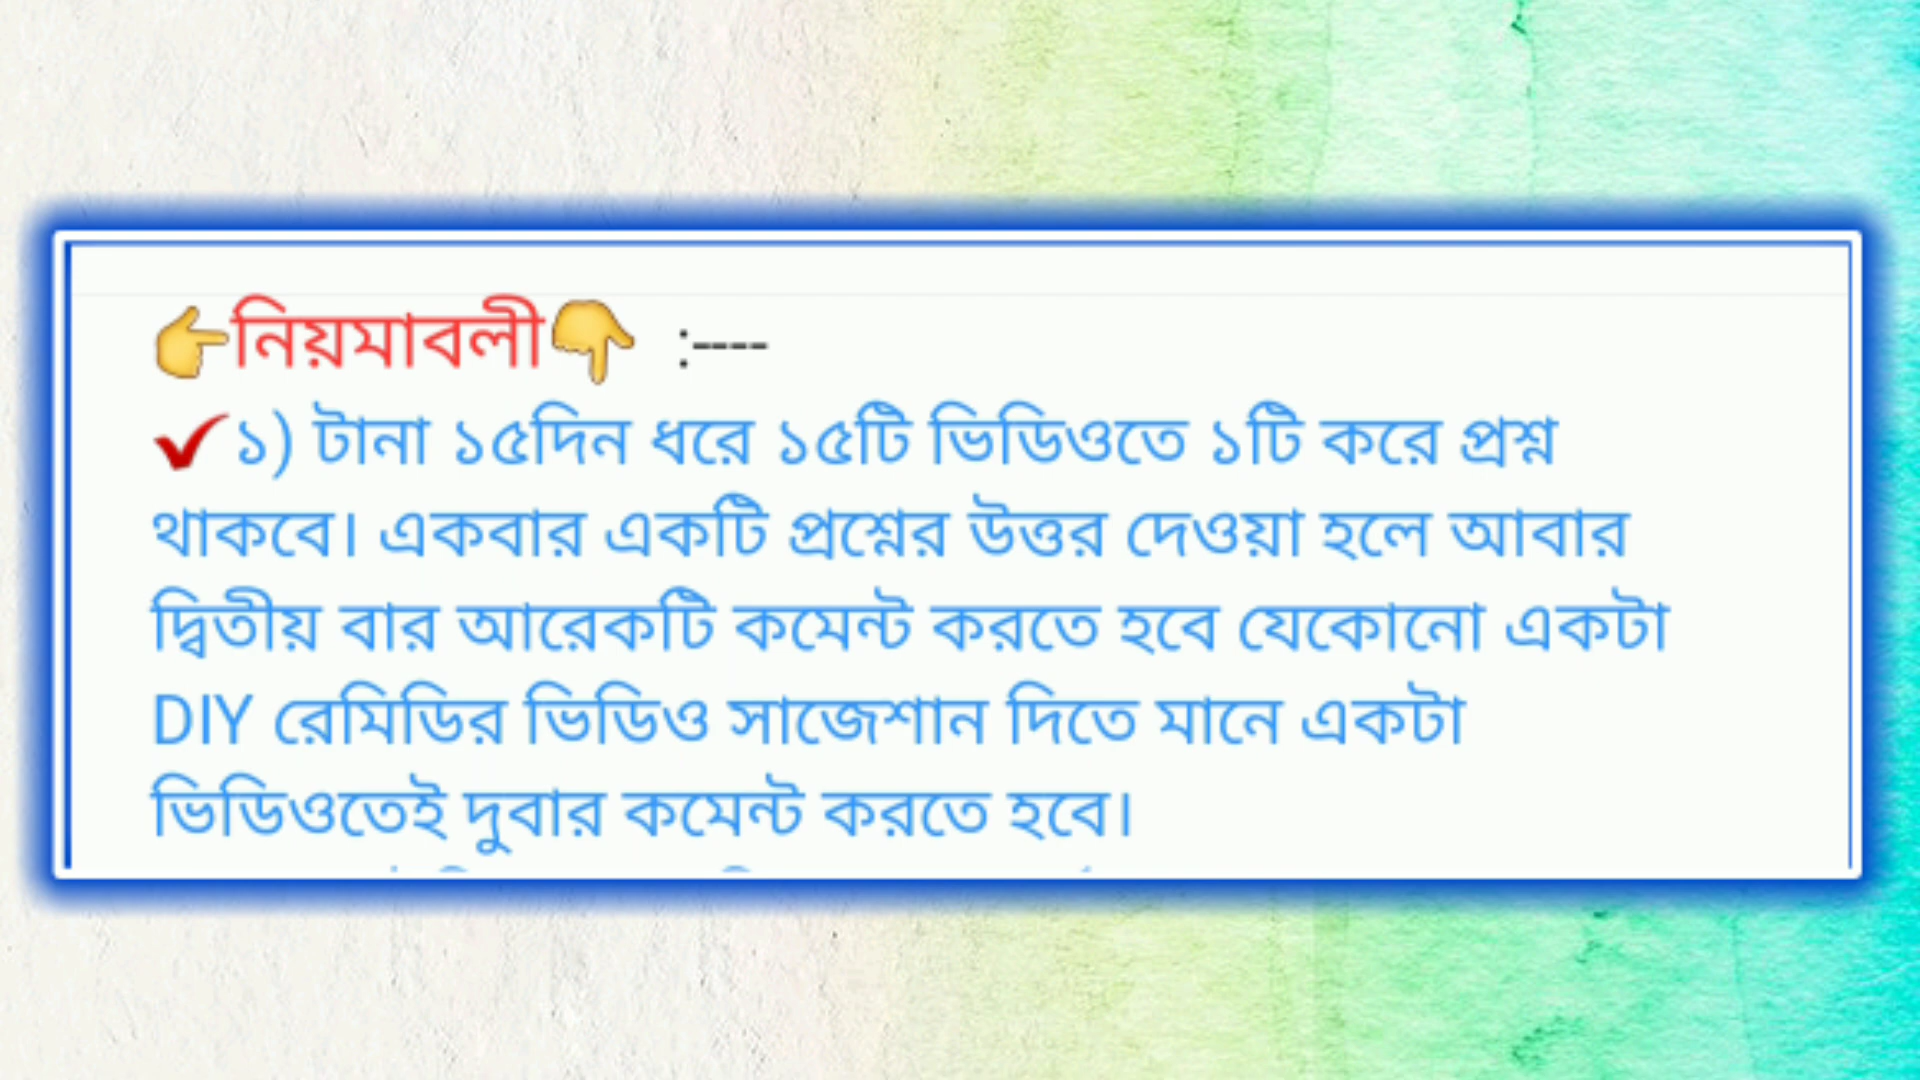 👉নিয়মাবলী👇 :----
✔১) টানা ১৫দিন ধরে ১৫টি ভিডিওতে ১টি করে প্রশ্ন
থাকবে। একবার একটি প্রশ্নের উত্তর দেওয়া হলে আবার
দ্বিতীয় বার আরেকটি কমেন্ট করতে হবে যেকোনো একটা
DIY রেমিডির ভিডিও সাজেশান দিতে মানে একটা
ভিডিওতেই দুবার কমেন্ট করতে হবে।